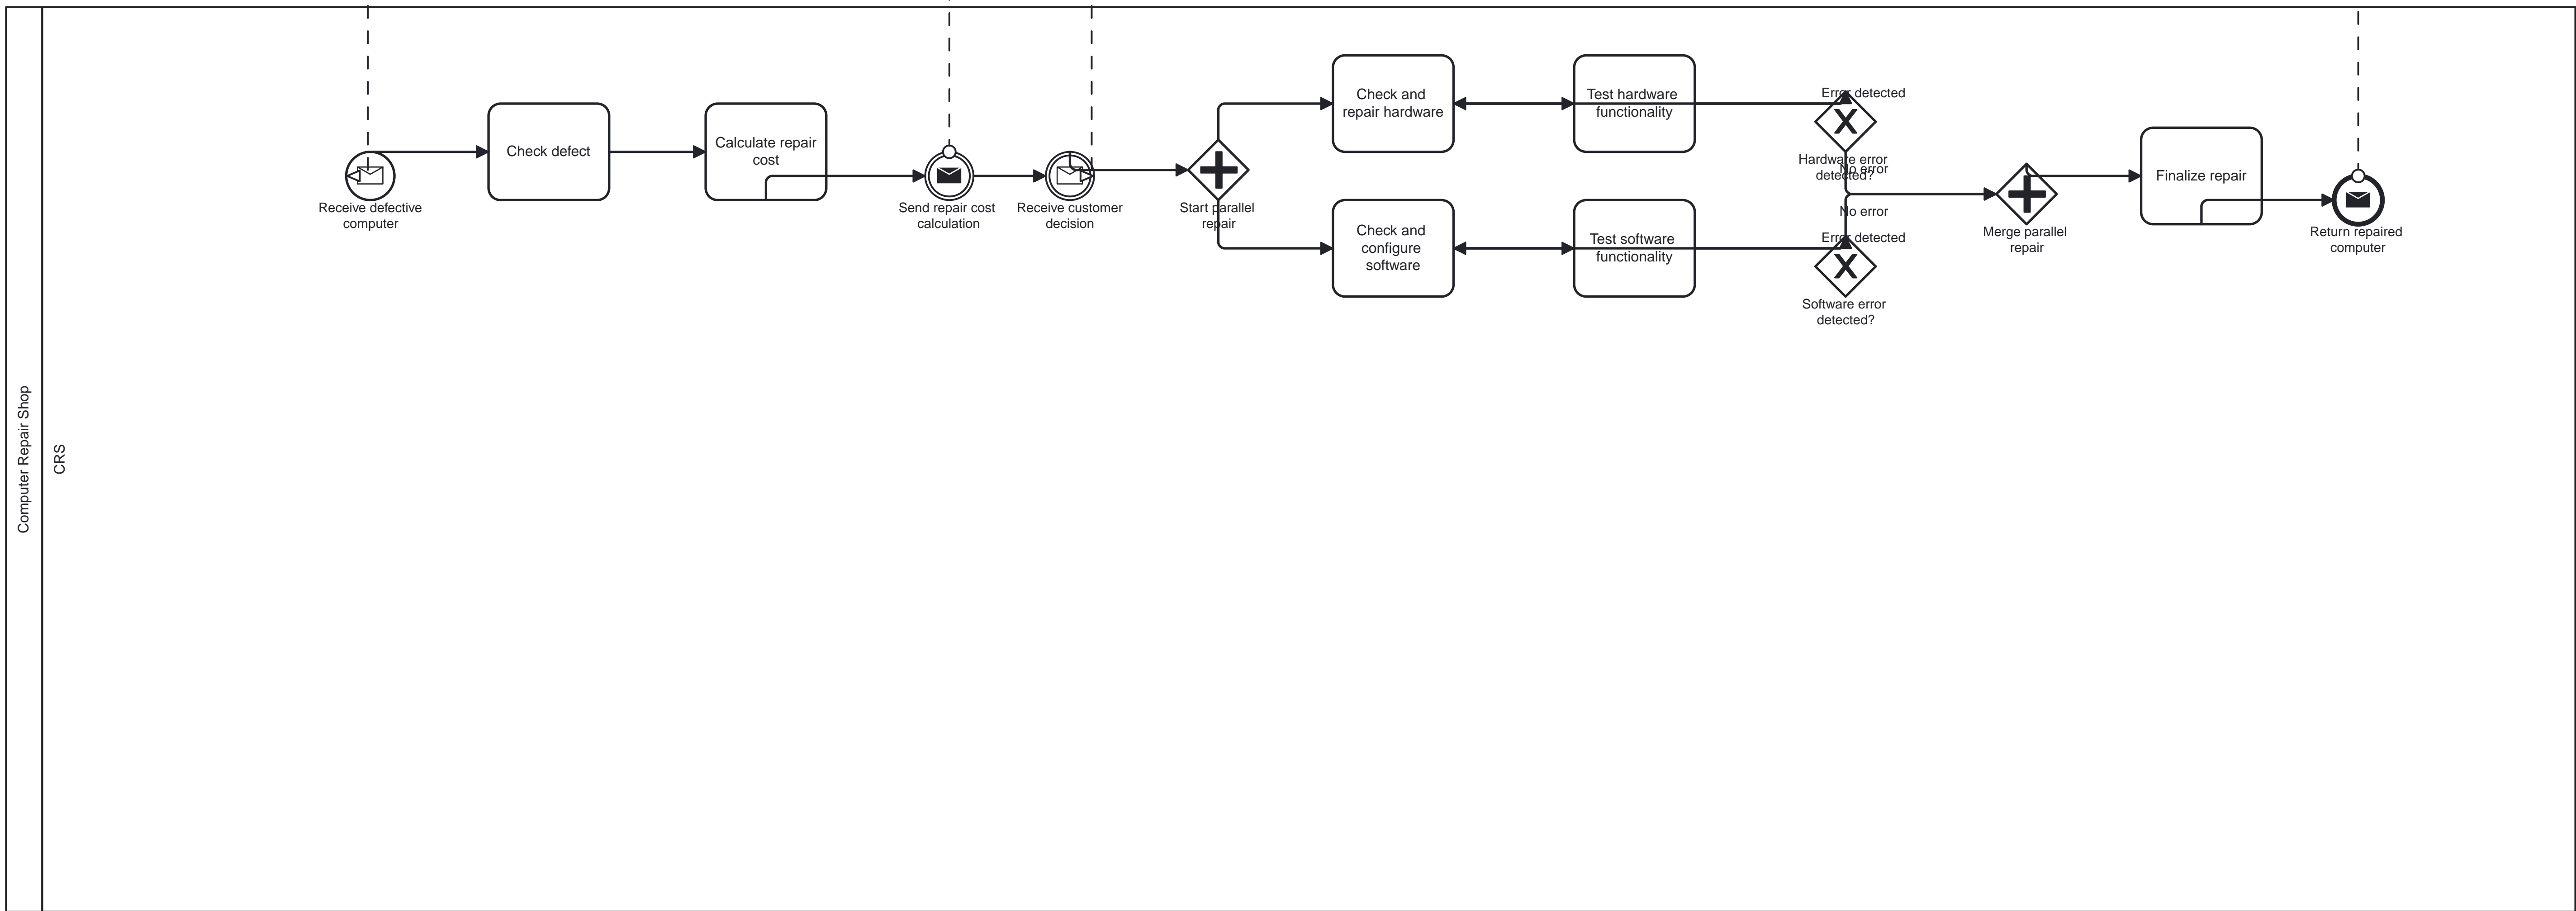 Computer Repair Shop
CRS
Receive defective
computer
Check defect
Calculate repair
cost
Send repair cost
calculation
Receive customer
decision
Start parallel
repair
Check and
repair hardware
Test hardware
functionality
Error detected
Hardware error
detected?
No error
Check and
configure
software
Test software
functionality
No error
Error detected
Software error
detected?
Merge parallel
repair
Finalize repair
Return repaired
computer